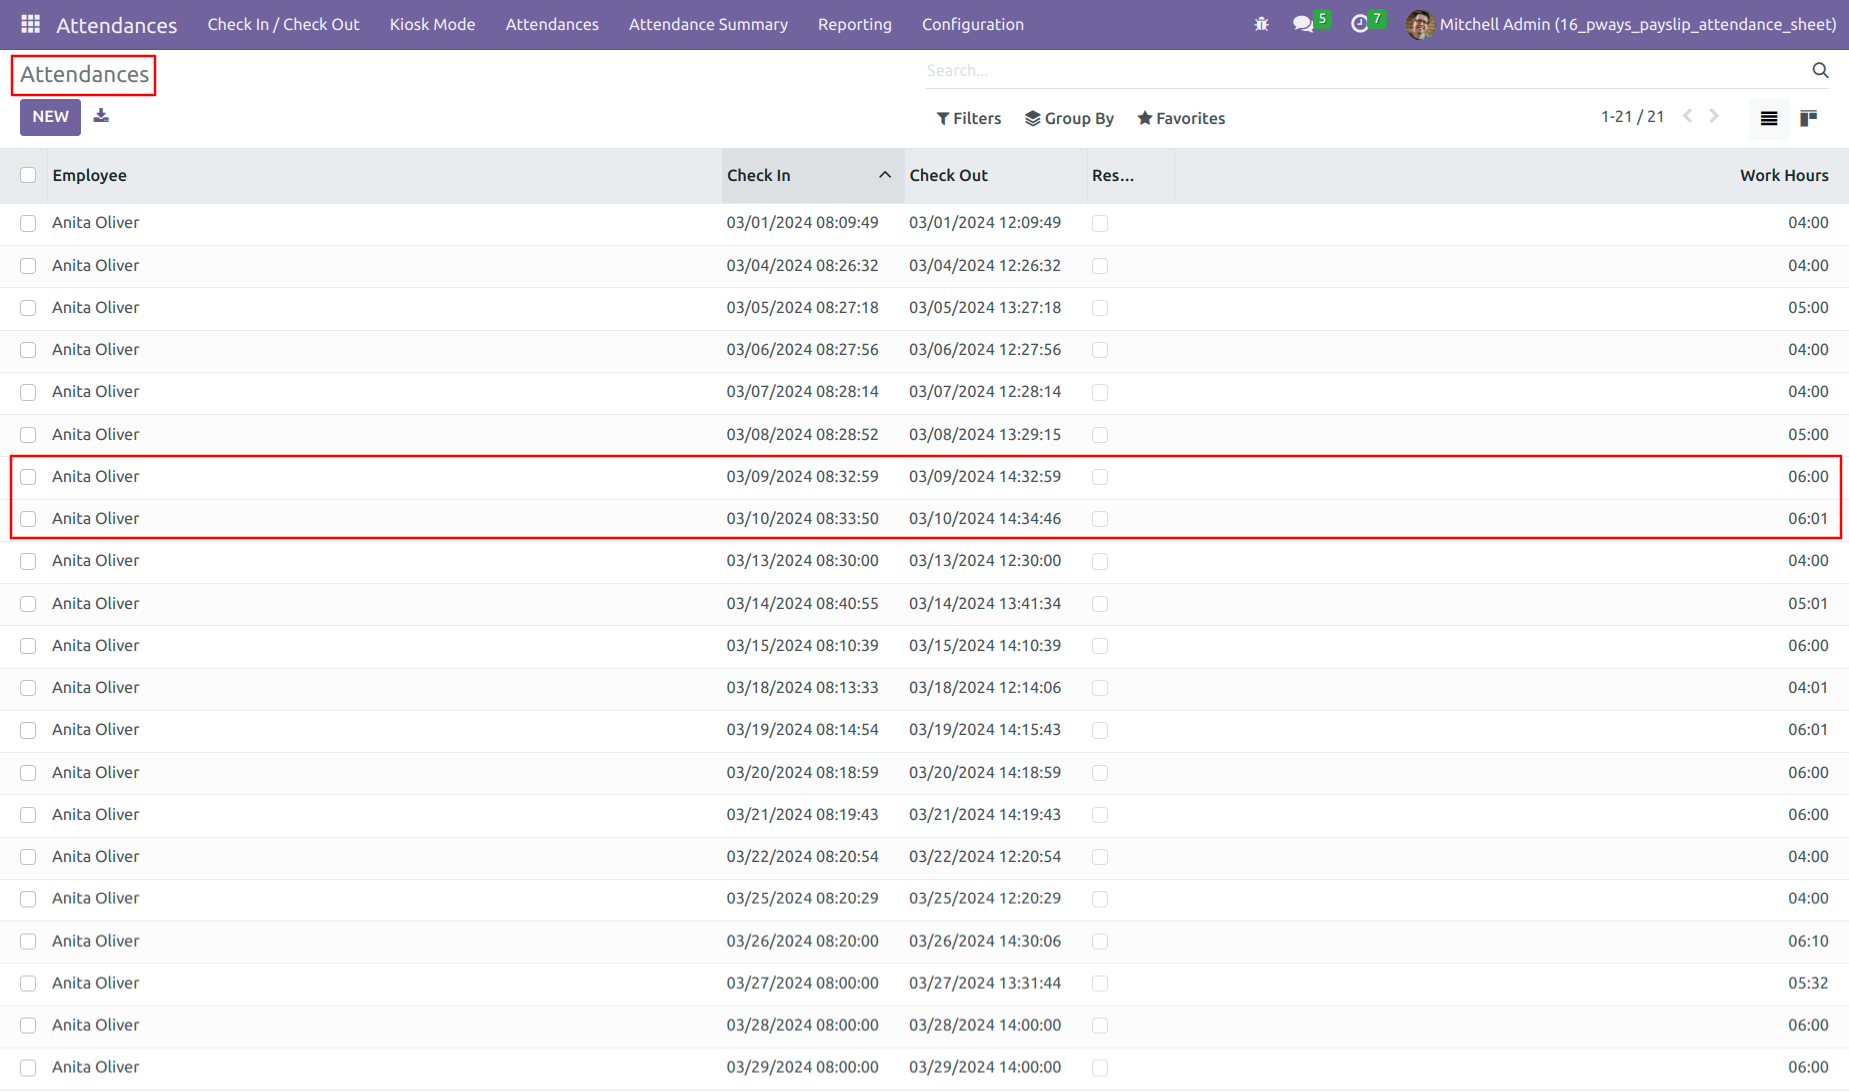 Attendances Check In / Check Out Kiosk Mode Attendances Attendance Summary Reporting Configuration 5 7 Mitchell Admin (16_pways_payslip_attendance_sheet)
Attendances Search...
NEW Filters Group By Favorites 1-21 / 21
Employee Check In Check Out Res... Work Hours
Anita Oliver 03/01/2024 08:09:49 03/01/2024 12:09:49 04:00
Anita Oliver 03/04/2024 08:26:32 03/04/2024 12:26:32 04:00
Anita Oliver 03/05/2024 08:27:18 03/05/2024 13:27:18 05:00
Anita Oliver 03/06/2024 08:27:56 03/06/2024 12:27:56 04:00
Anita Oliver 03/07/2024 08:28:14 03/07/2024 12:28:14 04:00
Anita Oliver 03/08/2024 08:28:52 03/08/2024 13:29:15 05:00
Anita Oliver 03/09/2024 08:32:59 03/09/2024 14:32:59 06:00
Anita Oliver 03/10/2024 08:33:50 03/10/2024 14:34:46 06:01
Anita Oliver 03/13/2024 08:30:00 03/13/2024 12:30:00 04:00
Anita Oliver 03/14/2024 08:40:55 03/14/2024 13:41:34 05:01
Anita Oliver 03/15/2024 08:10:39 03/15/2024 14:10:39 06:00
Anita Oliver 03/18/2024 08:13:33 03/18/2024 12:14:06 04:01
Anita Oliver 03/19/2024 08:14:54 03/19/2024 14:15:43 06:01
Anita Oliver 03/20/2024 08:18:59 03/20/2024 14:18:59 06:00
Anita Oliver 03/21/2024 08:19:43 03/21/2024 14:19:43 06:00
Anita Oliver 03/22/2024 08:20:54 03/22/2024 12:20:54 04:00
Anita Oliver 03/25/2024 08:20:29 03/25/2024 12:20:29 04:00
Anita Oliver 03/26/2024 08:20:00 03/26/2024 14:30:06 06:10
Anita Oliver 03/27/2024 08:00:00 03/27/2024 13:31:44 05:32
Anita Oliver 03/28/2024 08:00:00 03/28/2024 14:00:00 06:00
Anita Oliver 03/29/2024 08:00:00 03/29/2024 14:00:00 06:00